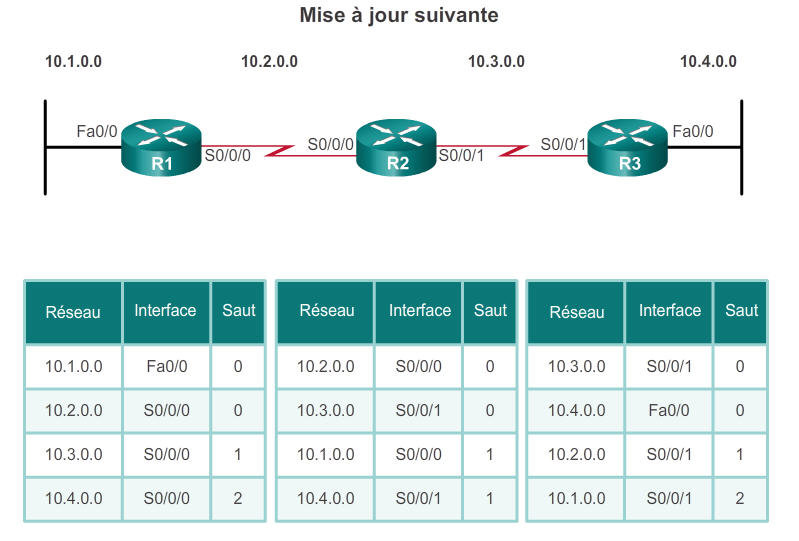 Mise à jour suivante
10.1.0.0 10.2.0.0 10.3.0.0 10.4.0.0
Fa0/0 R1 S0/0/0 S0/0/0 R2 S0/0/1 S0/0/1 R3 Fa0/0
Réseau Interface Saut Réseau Interface Saut Réseau Interface Saut
10.1.0.0 Fa0/0 0 10.2.0.0 S0/0/0 0 10.3.0.0 S0/0/1 0
10.2.0.0 S0/0/0 0 10.3.0.0 S0/0/1 0 10.4.0.0 Fa0/0 0
10.3.0.0 S0/0/0 1 10.1.0.0 S0/0/0 1 10.2.0.0 S0/0/1 1
10.4.0.0 S0/0/0 2 10.4.0.0 S0/0/1 1 10.1.0.0 S0/0/1 2